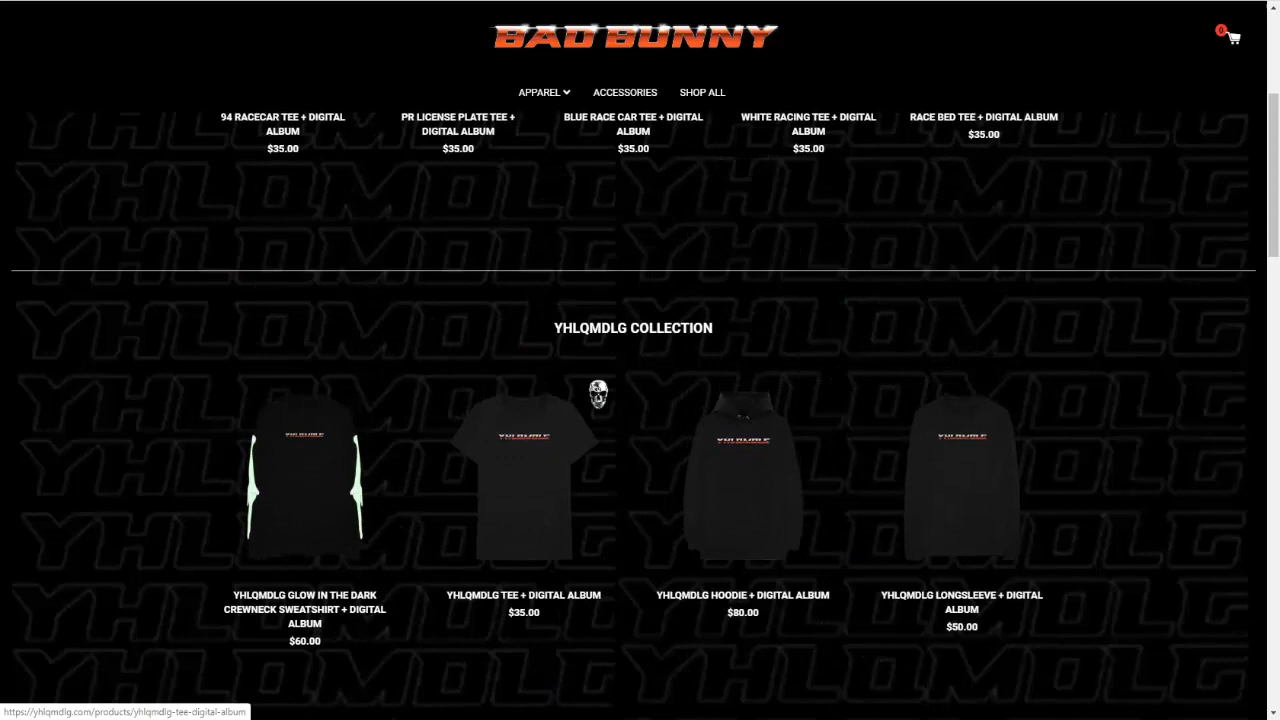 BAD BUNNY
0
APPAREL ACCESSORIES SHOP ALL
94 RACECAR TEE + DIGITAL
ALBUM
$35.00
PR LICENSE PLATE TEE +
DIGITAL ALBUM
$35.00
BLUE RACE CAR TEE + DIGITAL
ALBUM
$35.00
WHITE RACING TEE + DIGITAL
ALBUM
$35.00
RACE BED TEE + DIGITAL ALBUM
$35.00
YHLQMDLG COLLECTION
YHLQMDLG
YHLQMDLG
YHLQMDLG
YHLQMDLG
YHLQMDLG GLOW IN THE DARK
CREWNECK SWEATSHIRT + DIGITAL
ALBUM
$60.00
YHLQMDLG TEE + DIGITAL ALBUM
$35.00
YHLQMDLG HOODIE + DIGITAL ALBUM
$80.00
YHLQMDLG LONGSLEEVE + DIGITAL
ALBUM
$50.00
https://yhlqmdlg.com/products/yhlqmdlg-tee-digital-album